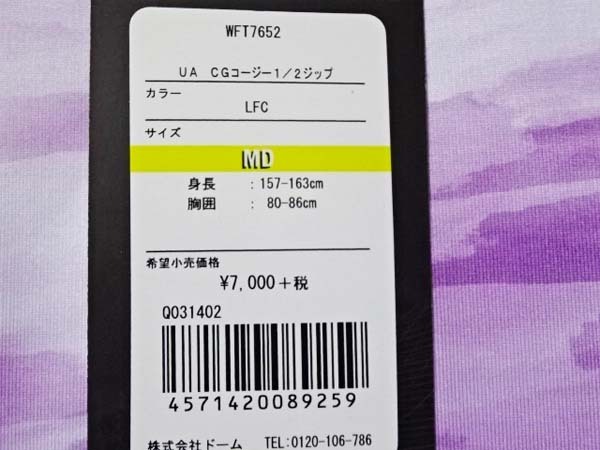 WFT7652
UA CGコージー1/2ジップ
カラー
LFC
サイズ
MD
身長 : 157-163cm
胸囲 : 80-86cm
希望小売価格
¥7,000+税
Q031402
4571420089259
株式会社ドーム TEL:0120-106-786